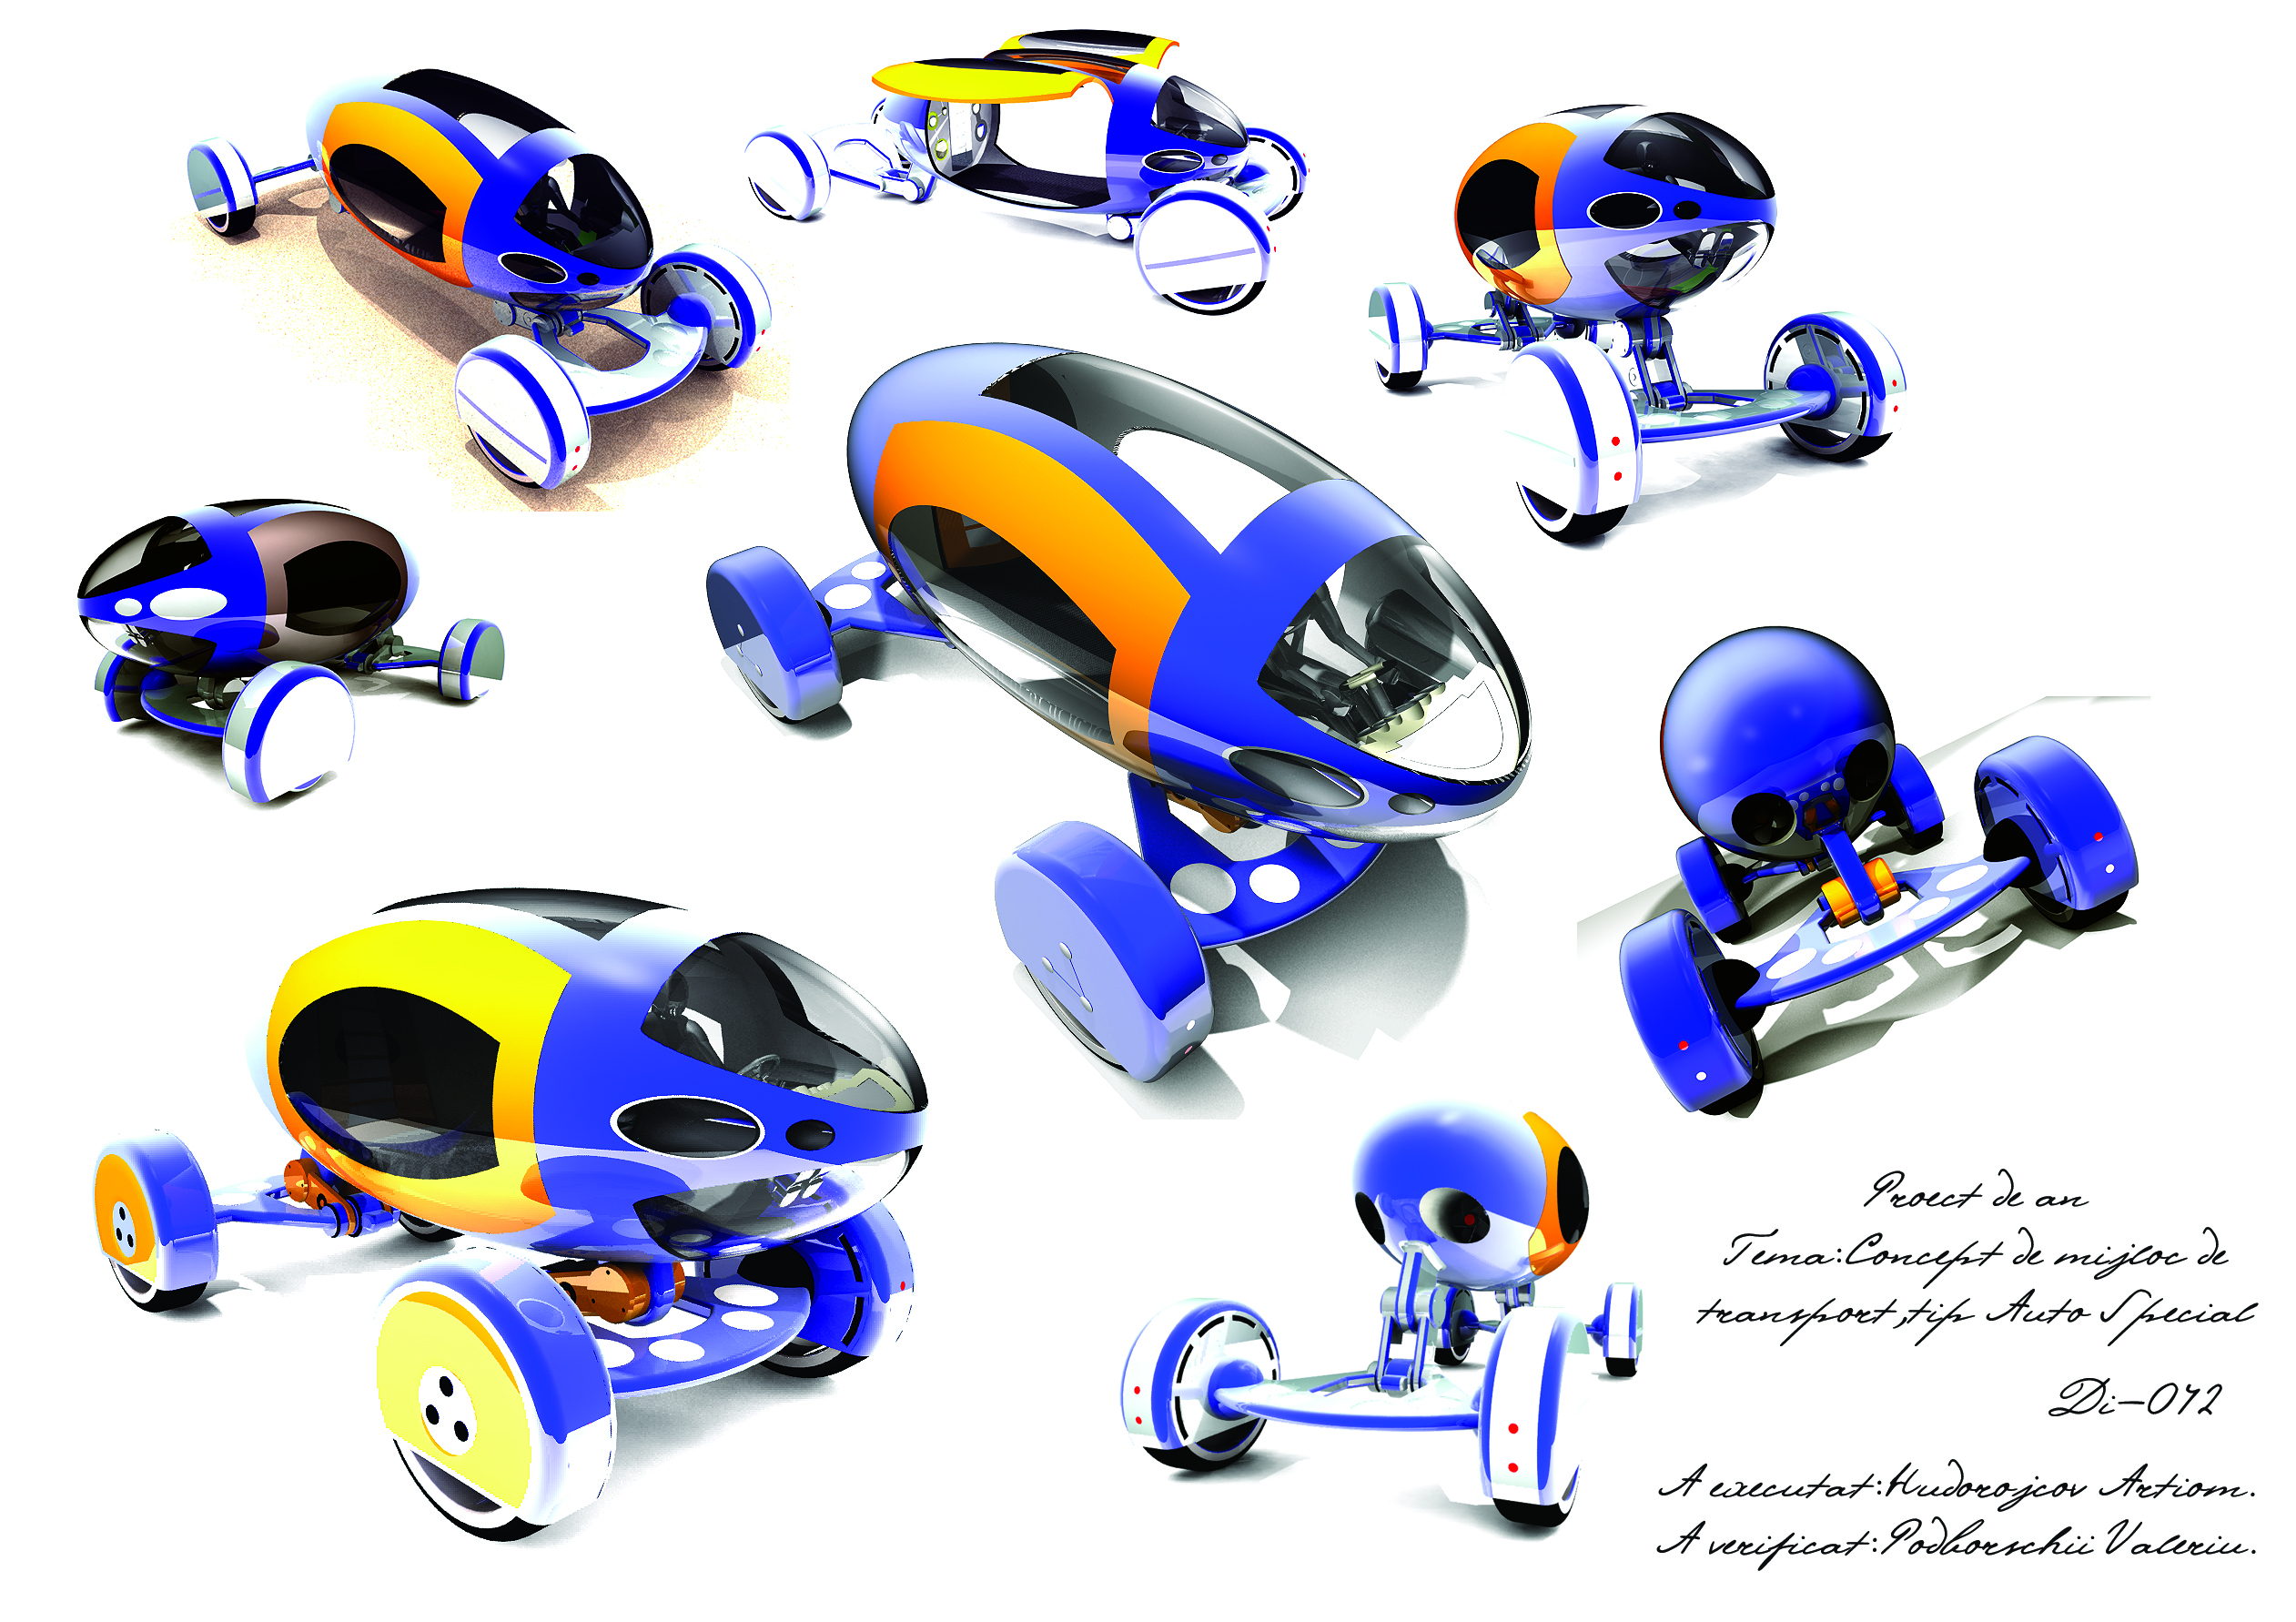 Proect de an
Tema:Concept de mijloc de
transport,tip Auto Special
Di-072
A executat:Hudorojcov Artiom.
A verificat:Podborschii Valeriu.